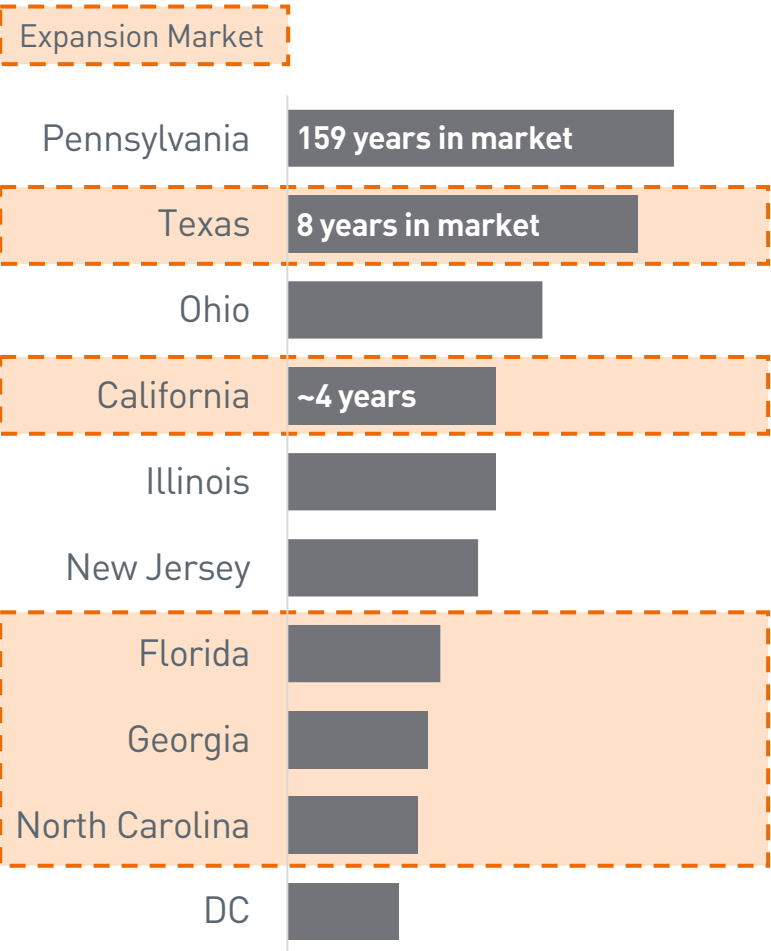 Expansion Market
Pennsylvania 159 years in market
Texas 8 years in market
Ohio
California ~4 years
Illinois
New Jersey
Florida
Georgia
North Carolina
DC